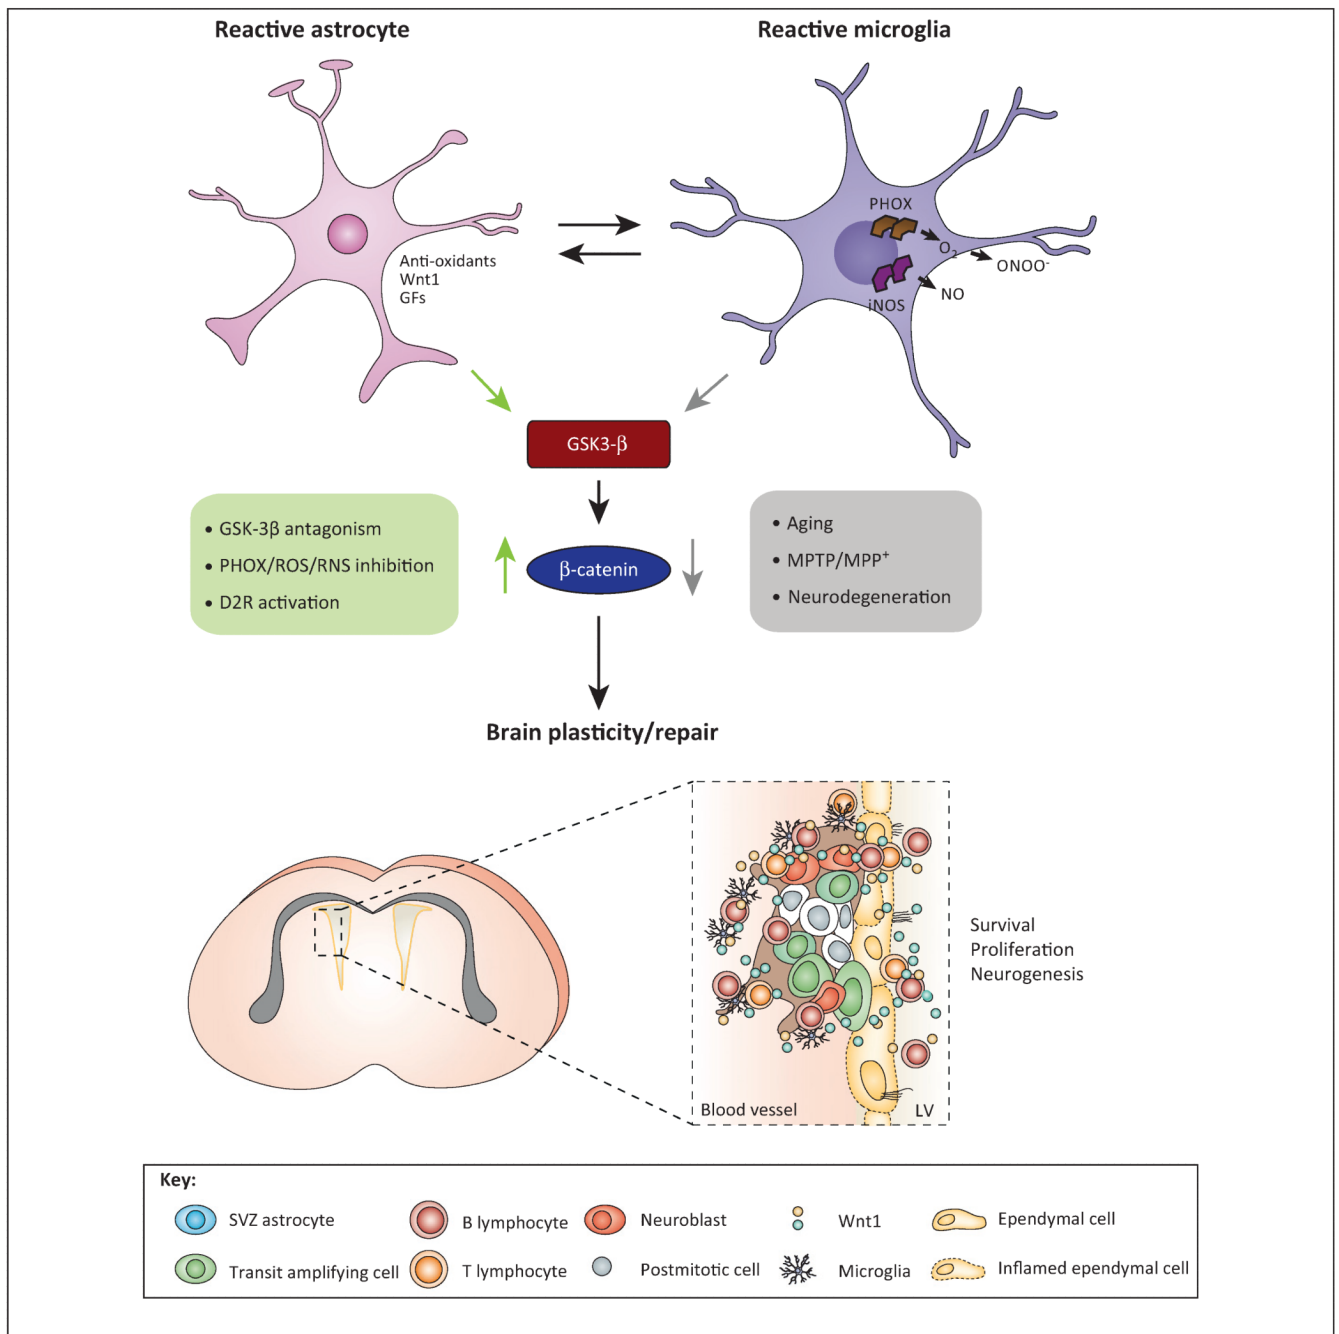 Reactive astrocyte
Reactive microglia
Anti-oxidants
Wnt1
GFs
PHOX
O2
ONOO-
NO
iNOS
GSK3-β
• GSK-3β antagonism
• PHOX/ROS/RNS inhibition
• D2R activation
β-catenin
• Aging
• MPTP/MPP+
• Neurodegeneration
Brain plasticity/repair
Survival
Proliferation
Neurogenesis
Blood vessel
LV
Key:
SVZ astrocyte
B lymphocyte
Neuroblast
Wnt1
Ependymal cell
Transit amplifying cell
T lymphocyte
Postmitotic cell
Microglia
Inflamed ependymal cell